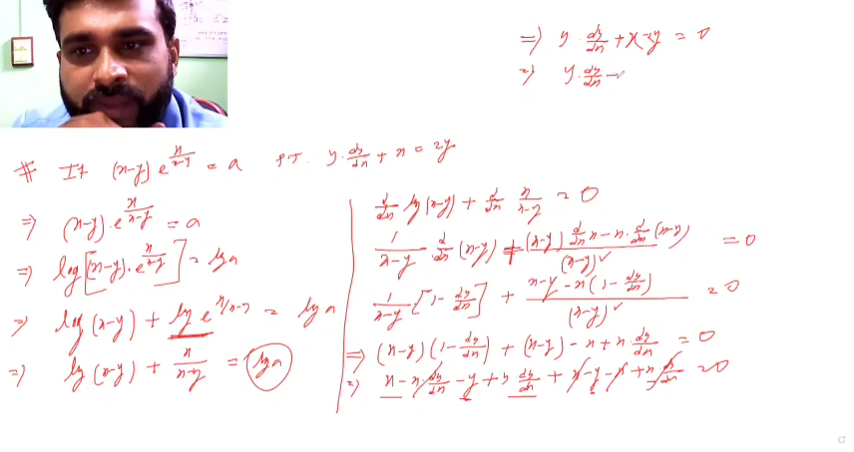 # If (x-y) e^{x/(x-y)} = a P.T. y·dy/dx + x = 2y
⇒ (x-y)·e^{x/(x-y)} = a
⇒ log[(x-y)·e^{x/(x-y)}] = log a
⇒ log(x-y) + log e^{x/x-y} = log a
⇒ log(x-y) + x/(x-y) = log a
d/dx log(x-y) + d/dx x/(x-y) = 0
1/(x-y) · d/dx (x-y) + ((x-y) d/dx x - x · d/dx (x-y))/(x-y)² = 0
1/(x-y) [1 - dy/dx] + (x-y - x(1 - dy/dx))/(x-y)² = 0
⇒ (x-y)(1 - dy/dx) + (x-y) - x + x·dy/dx = 0
⇒ x - x·dy/dx - y + y dy/dx + x - y - x + x·dy/dx = 0
⇒ y·dy/dx + x - 2y = 0
⇒ y·dy/dx